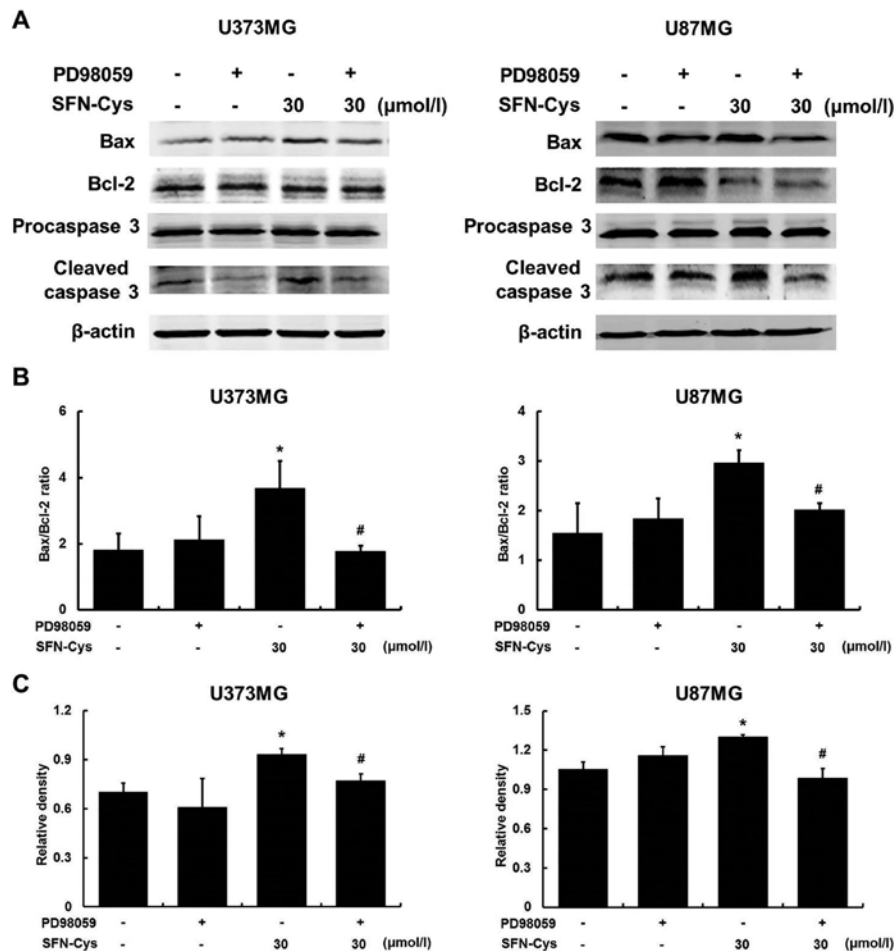 A
U373MG
PD98059 - + - +
SFN-Cys - - 30 30 (μmol/l)
Bax
Bcl-2
Procaspase 3
Cleaved
caspase 3
β-actin
U87MG
PD98059 - + - +
SFN-Cys - - 30 30 (μmol/l)
Bax
Bcl-2
Procaspase 3
Cleaved
caspase 3
β-actin
B
U373MG
Bax/Bcl-2 ratio
6
4
2
0
*
#
PD98059 - + - +
SFN-Cys - - 30 30 (μmol/l)
U87MG
Bax/Bcl-2 ratio
4
3
2
1
0
*
#
PD98059 - + - +
SFN-Cys - - 30 30 (μmol/l)
C
U373MG
Relative density
1.2
0.9
0.6
0.3
0
*
#
PD98059 - + - +
SFN-Cys - - 30 30 (μmol/l)
U87MG
Relative density
1.5
1.2
0.9
0.6
0.3
0
*
#
PD98059 - + - +
SFN-Cys - - 30 30 (μmol/l)